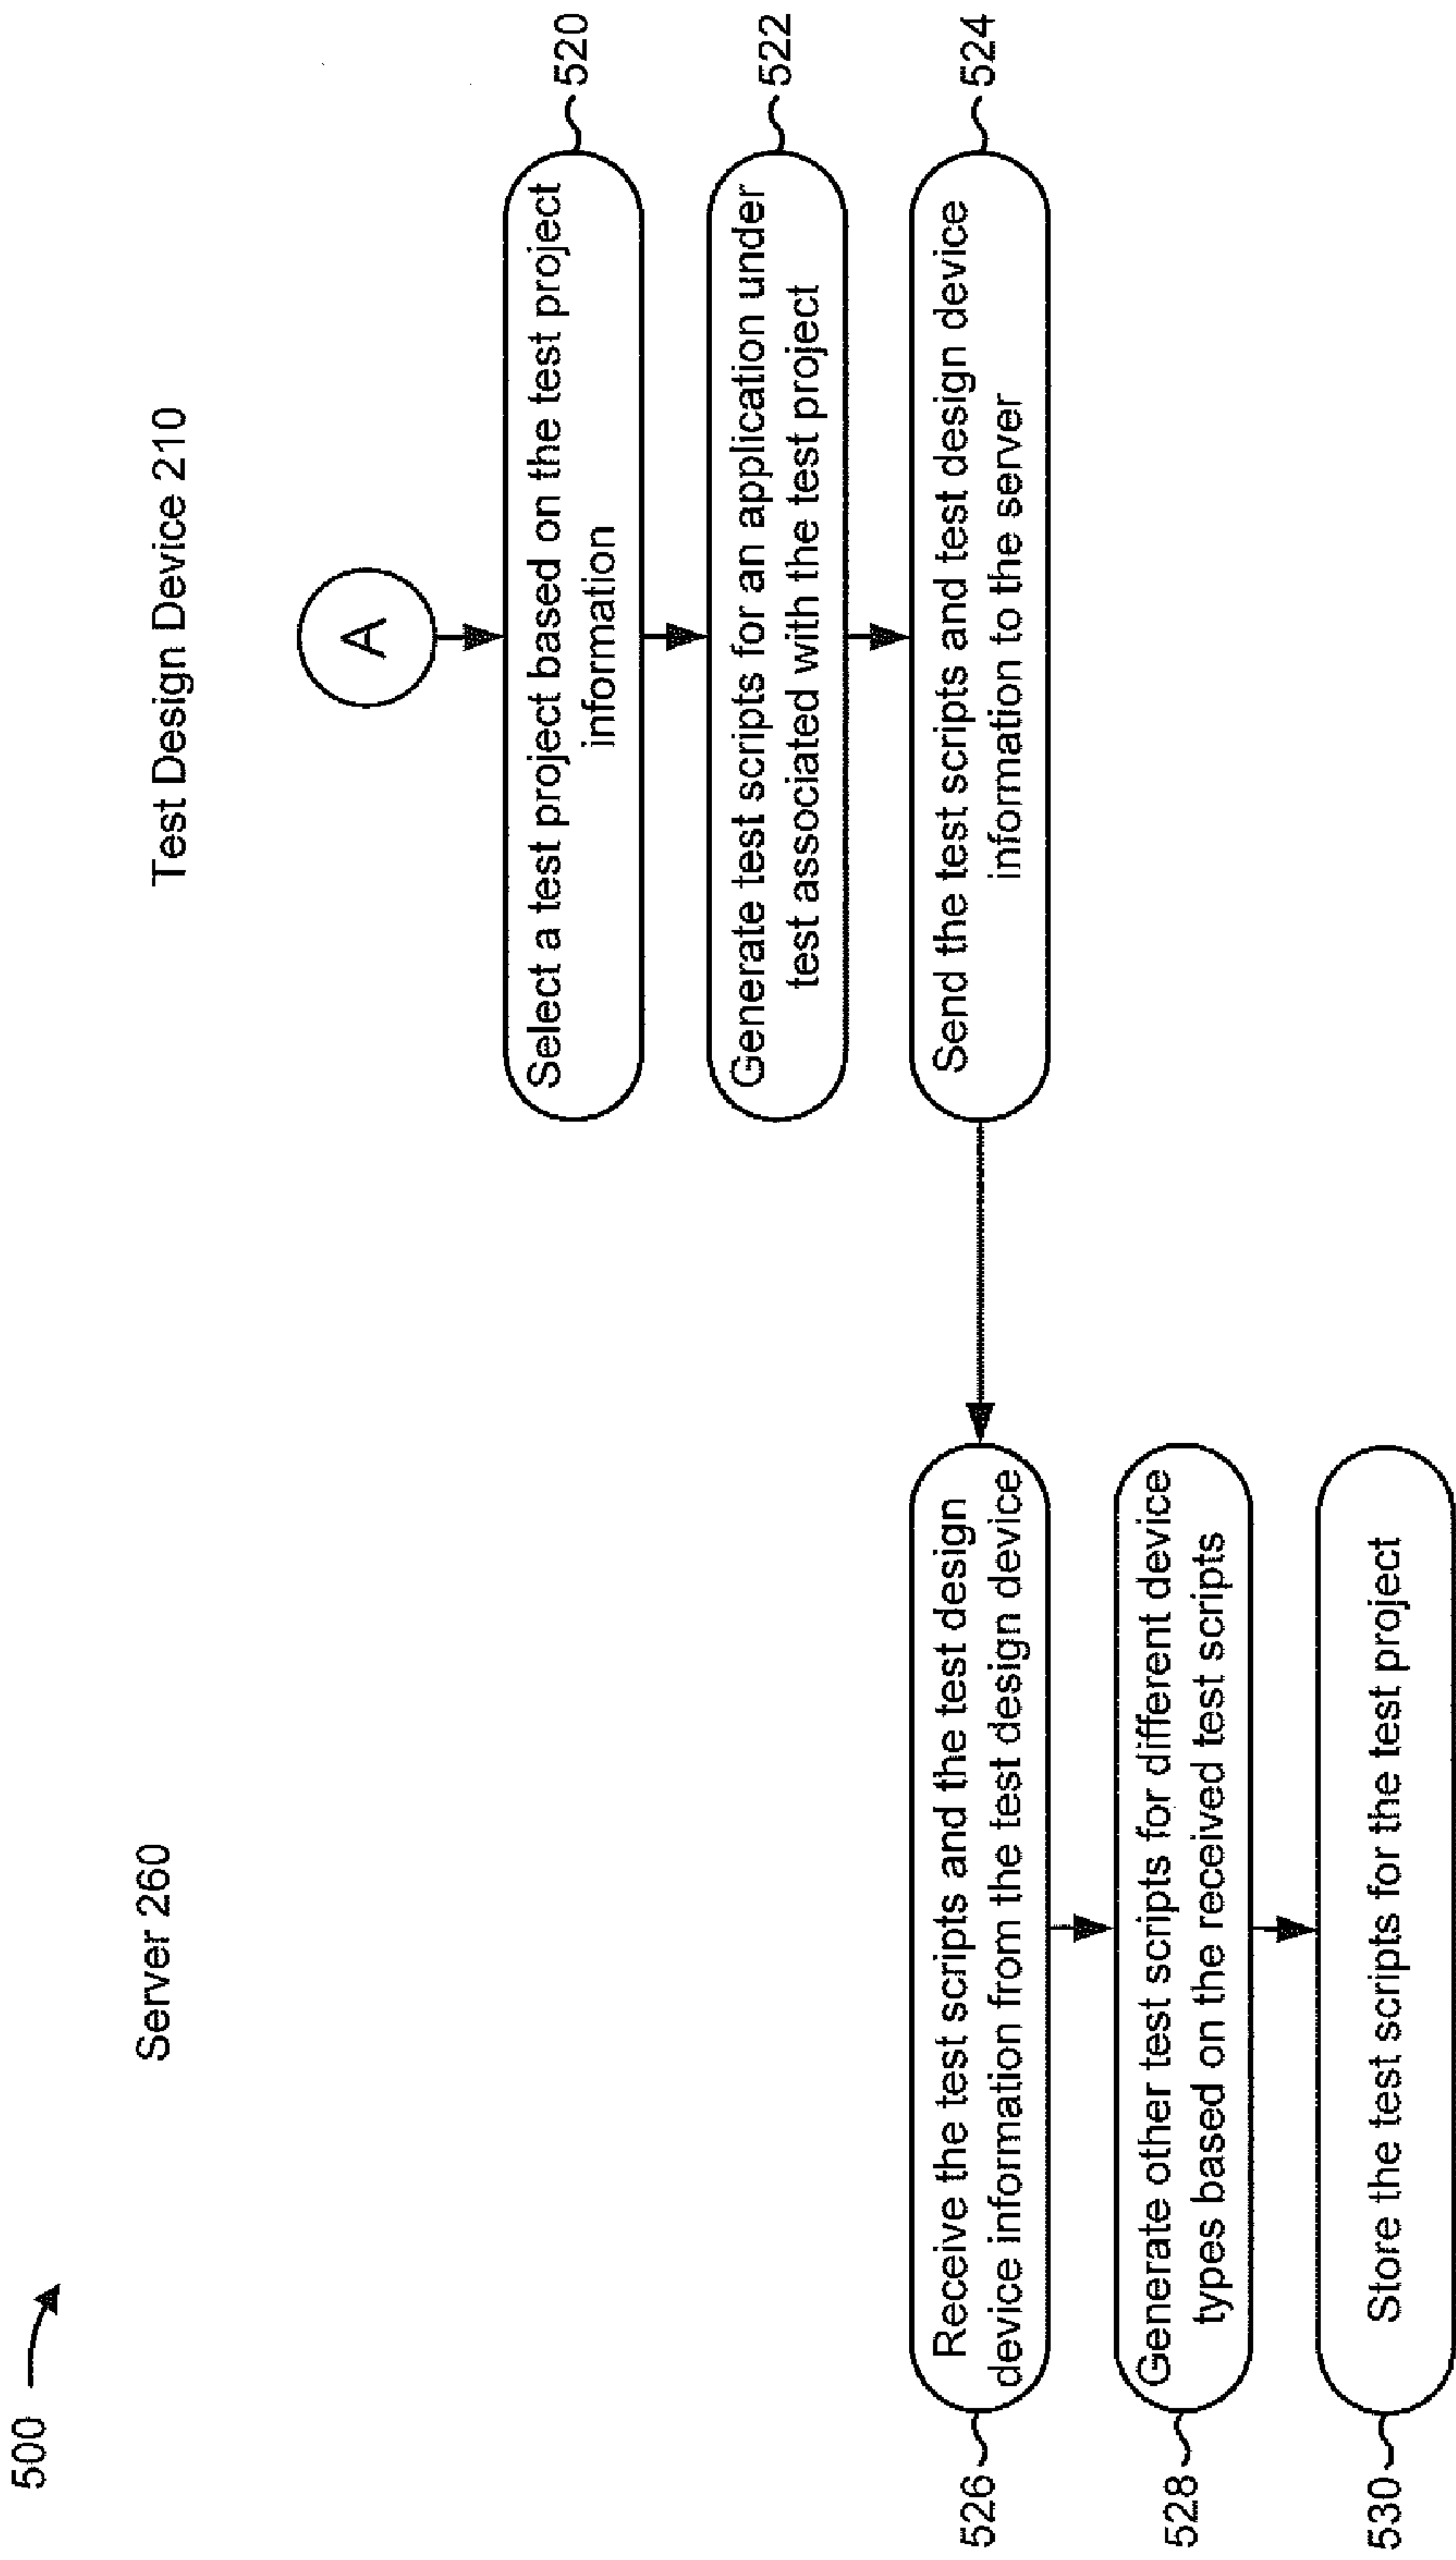 500
Server 260
Test Design Device 210
A
Select a test project based on the test project
information
520
Generate test scripts for an application under
test associated with the test project
522
Send the test scripts and test design device
information to the server
524
Receive the test scripts and the test design
device information from the test design device
526
Generate other test scripts for different device
types based on the received test scripts
528
Store the test scripts for the test project
530